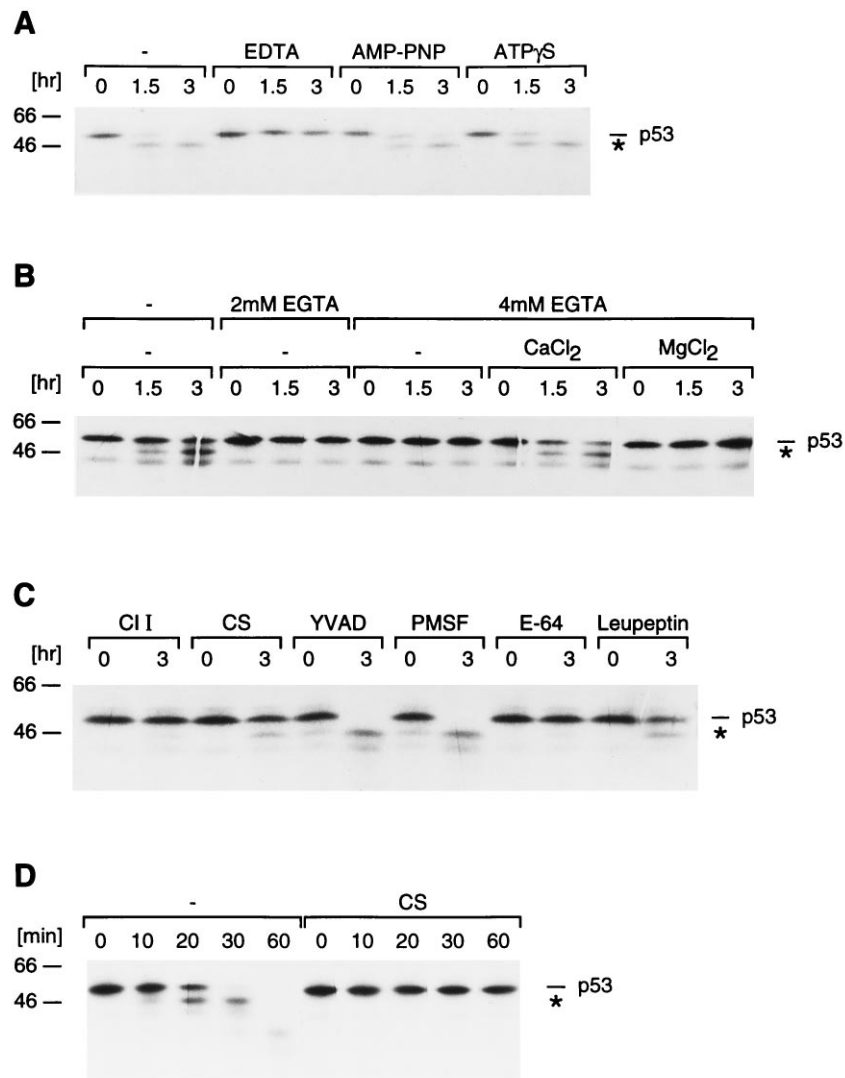 A
- EDTA AMP-PNP ATPγS
[hr] 0 1.5 3 0 1.5 3 0 1.5 3 0 1.5 3
66
p53
46 *
B
- 2mM EGTA 4mM EGTA
- - - CaCl2 MgCl2
[hr] 0 1.5 3 0 1.5 3 0 1.5 3 0 1.5 3 0 1.5 3
66
p53
46 *
C
CI I CS YVAD PMSF E-64 Leupeptin
[hr] 0 3 0 3 0 3 0 3 0 3 0 3
66
p53
46 *
D
- CS
[min] 0 10 20 30 60 0 10 20 30 60
66
p53
46 *